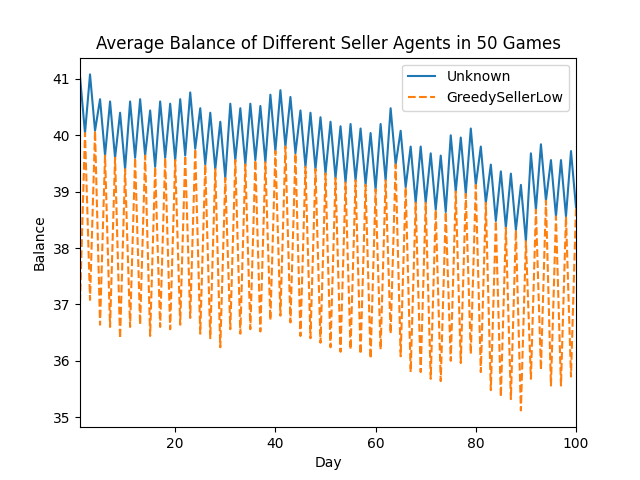 Average Balance of Different Seller Agents in 50 Games
Unknown
GreedySellerLow
41
40
39
38
37
36
35
Balance
20
40
60
80
100
Day